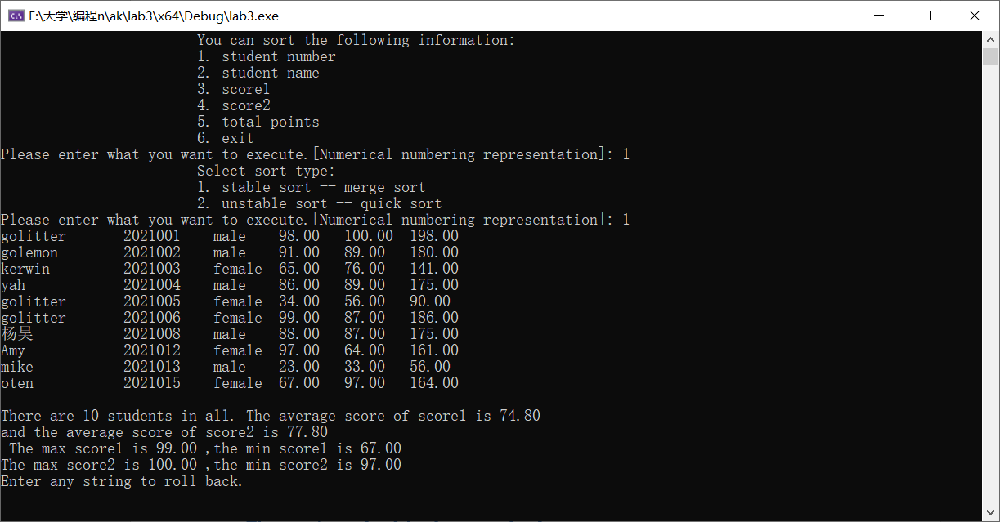 E:\大学\编程n\ak\lab3\x64\Debug\lab3.exe
You can sort the following information:
1. student number
2. student name
3. score1
4. score2
5. total points
6. exit
Please enter what you want to execute.[Numerical numbering representation]: 1
Select sort type:
1. stable sort -- merge sort
2. unstable sort -- quick sort
Please enter what you want to execute.[Numerical numbering representation]: 1
golitter 2021001 male 98.00 100.00 198.00
golemon 2021002 male 91.00 89.00 180.00
kerwin 2021003 female 65.00 76.00 141.00
yah 2021004 male 86.00 89.00 175.00
golitter 2021005 female 34.00 56.00 90.00
golitter 2021006 female 99.00 87.00 186.00
杨昊 2021008 male 88.00 87.00 175.00
Amy 2021012 female 97.00 64.00 161.00
mike 2021013 male 23.00 33.00 56.00
oten 2021015 female 67.00 97.00 164.00
There are 10 students in all. The average score of score1 is 74.80
and the average score of score2 is 77.80
The max score1 is 99.00 ,the min score1 is 67.00
The max score2 is 100.00 ,the min score2 is 97.00
Enter any string to roll back.